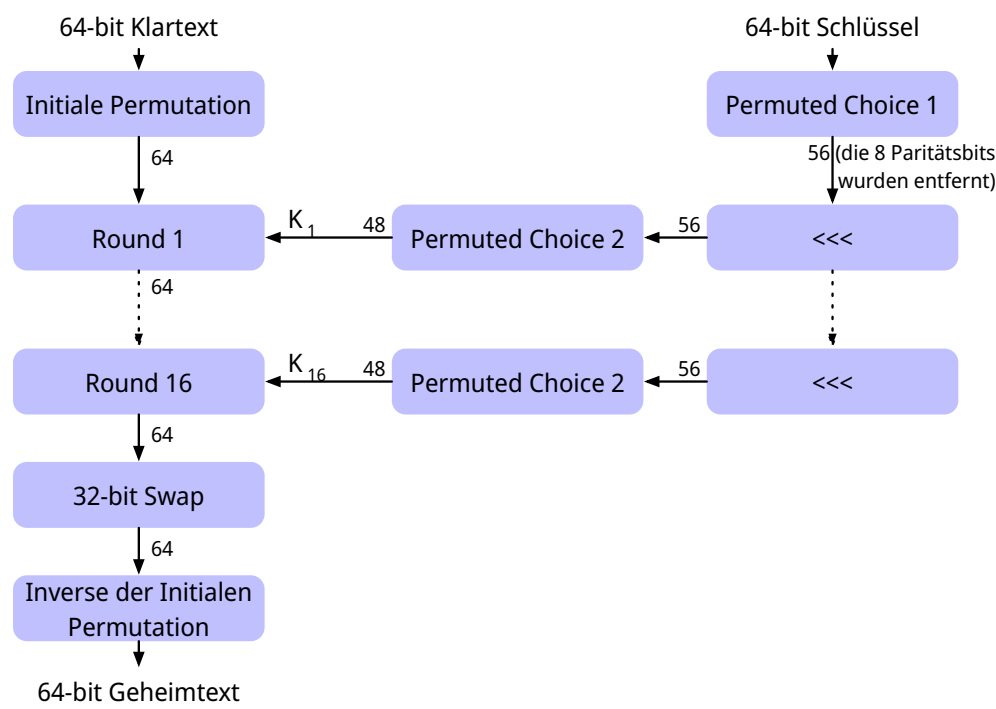 64-bit Klartext
64-bit Schlüssel
Initiale Permutation
Permuted Choice 1
64
56 (die 8 Paritätsbits
wurden entfernt)
Round 1
K 1
48
Permuted Choice 2
56
<<<
64
Round 16
K 16
48
Permuted Choice 2
56
<<<
64
32-bit Swap
64
Inverse der Initialen
Permutation
64-bit Geheimtext